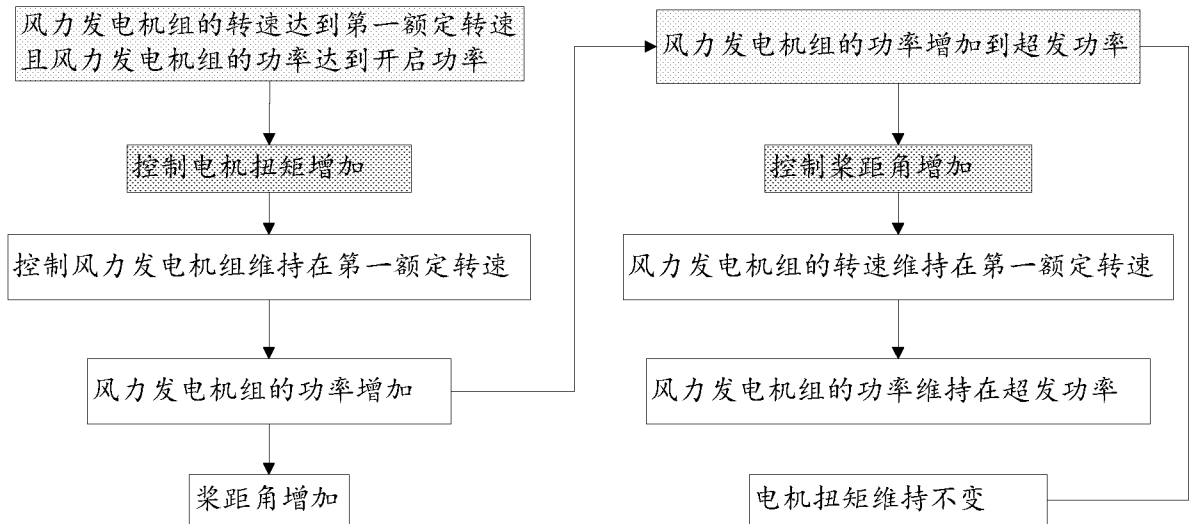 风力发电机组的转速达到第一额定转速
且风力发电机组的功率达到开启功率
控制电机扭矩增加
控制风力发电机组维持在第一额定转速
风力发电机组的功率增加
桨距角增加
风力发电机组的功率增加到超发功率
控制桨距角增加
风力发电机组的转速维持在第一额定转速
风力发电机组的功率维持在超发功率
电机扭矩维持不变